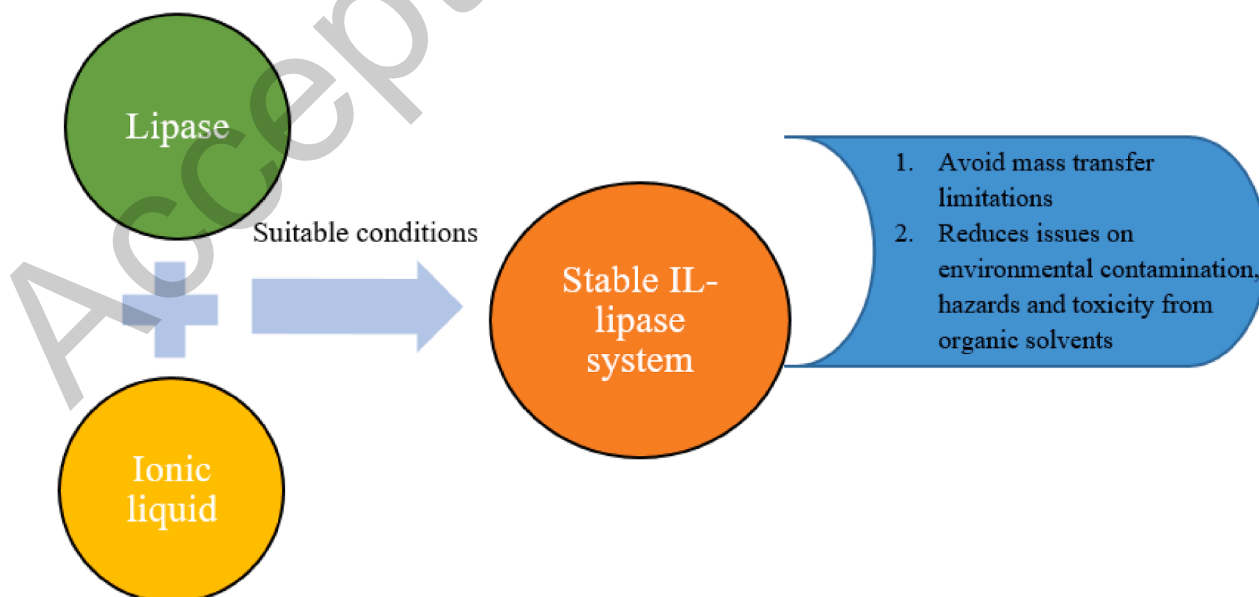 Accept
Lipase
Suitable conditions
Ionic
liquid
Stable IL-
lipase
system
1. Avoid mass transfer
limitations
2. Reduces issues on
environmental contamination,
hazards and toxicity from
organic solvents